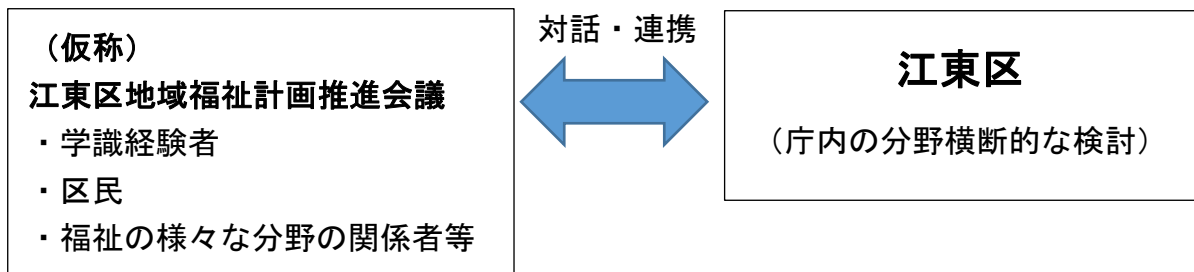 （仮称）
江東区地域福祉計画推進会議
・学識経験者
・区民
・福祉の様々な分野の関係者等
対話・連携
江東区
（庁内の分野横断的な検討）